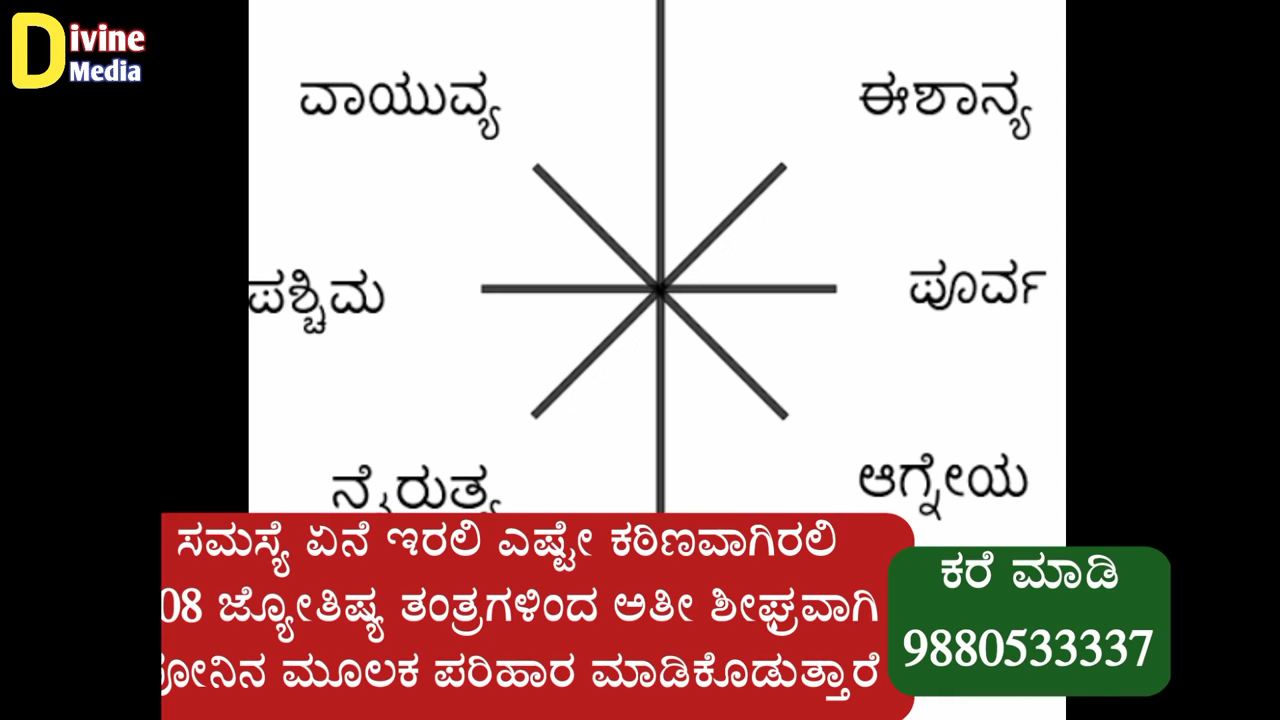 Divine
Media
ವಾಯುವ್ಯ
ಈಶಾನ್ಯ
ಪಶ್ಚಿಮ
ಪೂರ್ವ
ನೈರುತ್ಯ
ಆಗ್ನೇಯ
ಸಮಸ್ಯೆ ಏನೆ ಇರಲಿ ಎಷ್ಟೇ ಕಠಿಣವಾಗಿರಲಿ
08 ಜ್ಯೋತಿಷ್ಯ ತಂತ್ರಗಳಿಂದ ಅತೀ ಶೀಘ್ರವಾಗಿ
ಮೂಲಕ ಪರಿಹಾರ ಮಾಡಿಕೊಡುತ್ತಾರೆ
ಕರೆ ಮಾಡಿ
9880533337